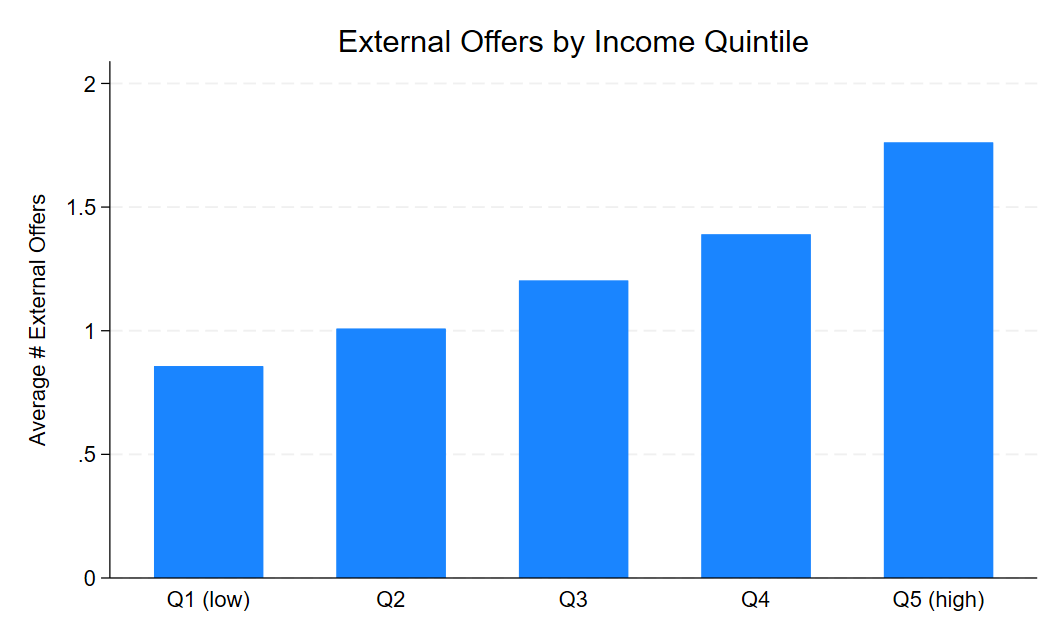 External Offers by Income Quintile
Average # External Offers
2
1.5
1
.5
0
Q1 (low)
Q2
Q3
Q4
Q5 (high)